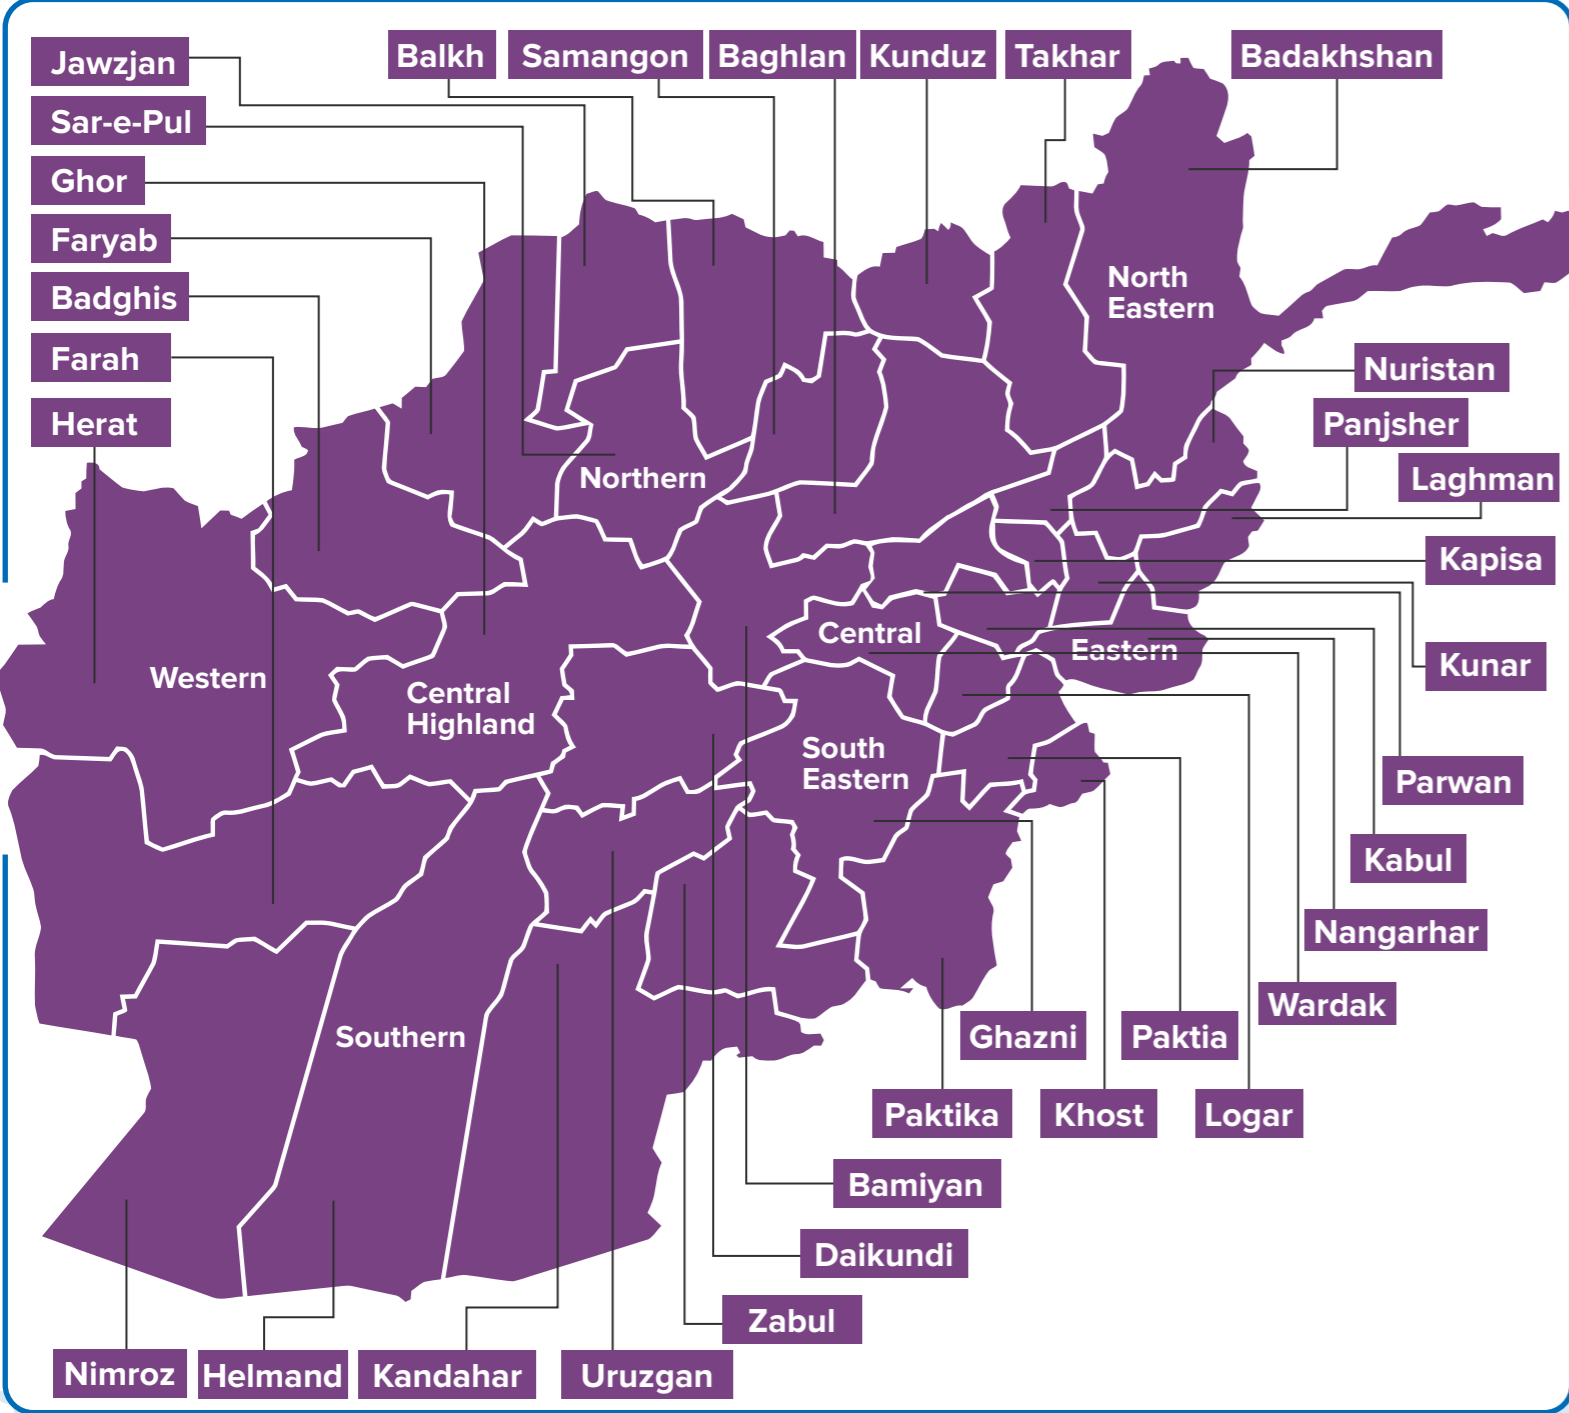 Jawzjan
Balkh
Samangon
Baghlan
Kunduz
Takhar
Badakhshan
Sar-e-Pul
Ghor
Faryab
Badghis
Farah
Herat
North
Eastern
Nuristan
Panjsher
Laghman
Northern
Kapisa
Central
Eastern
Kunar
Western
Central
Highland
South
Eastern
Parwan
Kabul
Nangarhar
Wardak
Southern
Ghazni
Paktia
Paktika
Khost
Logar
Bamiyan
Daikundi
Zabul
Nimroz
Helmand
Kandahar
Uruzgan